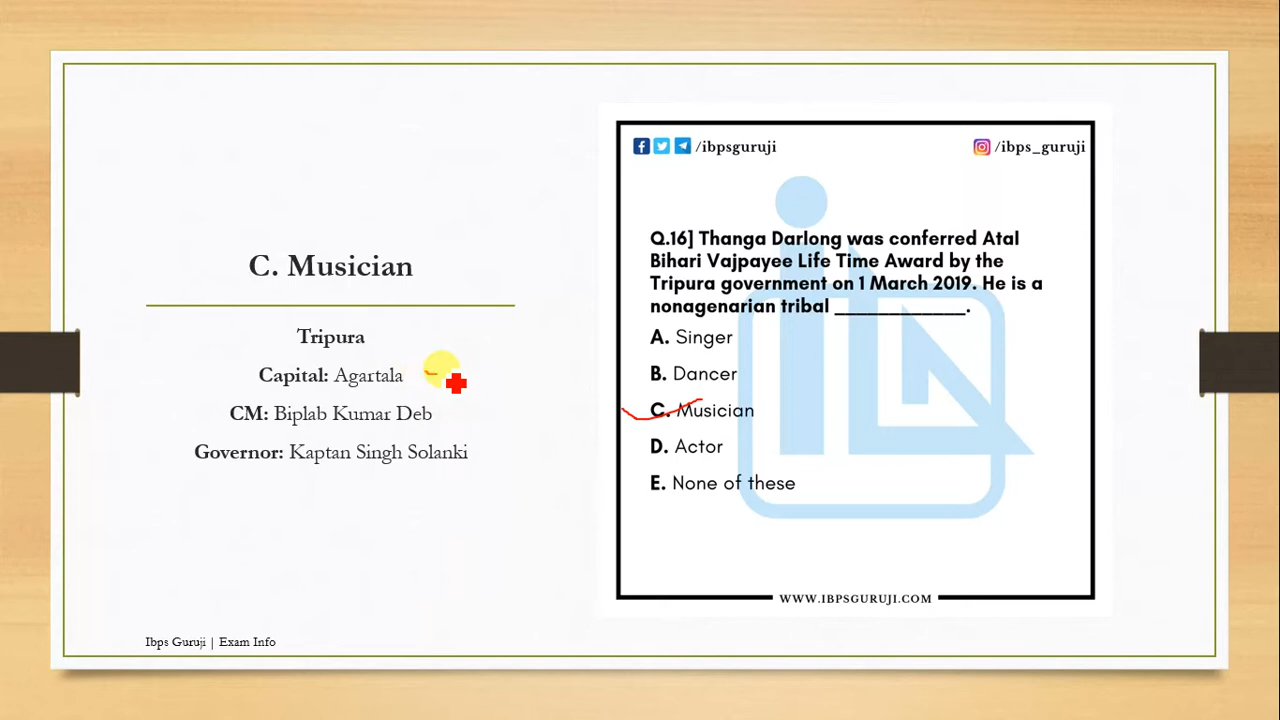 C. Musician
Tripura
Capital: Agartala
CM: Biplab Kumar Deb
Governor: Kaptan Singh Solanki
Ibps Guruji | Exam Info
/ibpsguruji
/ibps_guruji
Q.16] Thanga Darlong was conferred Atal
Bihari Vajpayee Life Time Award by the
Tripura government on 1 March 2019. He is a
nonagenarian tribal ____________.
A. Singer
B. Dancer
C. Musician
D. Actor
E. None of these
WWW.IBPSGURUJI.COM